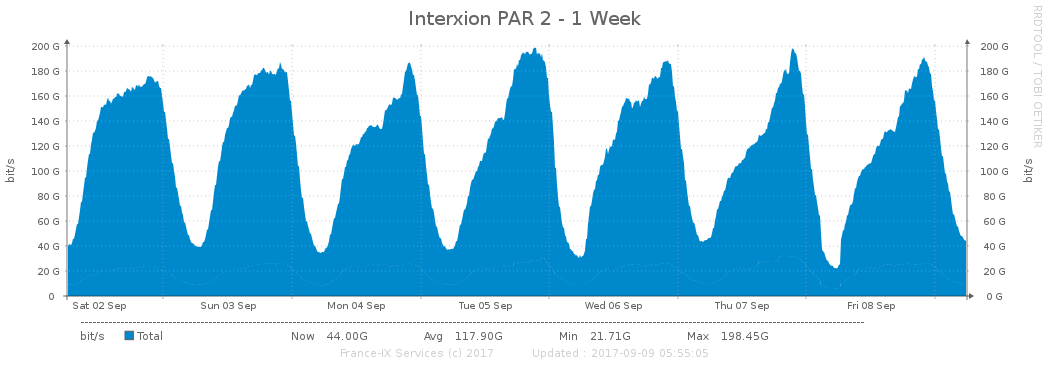 Interxion PAR 2 - 1 Week
RRDTOOL / TOBI OETIKER
200 G 200 G
180 G 180 G
160 G 160 G
140 G 140 G
120 G 120 G
100 G 100 G
80 G 80 G
60 G 60 G
40 G 40 G
20 G 20 G
0 0 G
bit/s bit/s
Sat 02 Sep Sun 03 Sep Mon 04 Sep Tue 05 Sep Wed 06 Sep Thu 07 Sep Fri 08 Sep
bit/s Total Now 44.00G Avg 117.90G Min 21.71G Max 198.45G
France-IX Services (c) 2017 Updated : 2017-09-09 05:55:05